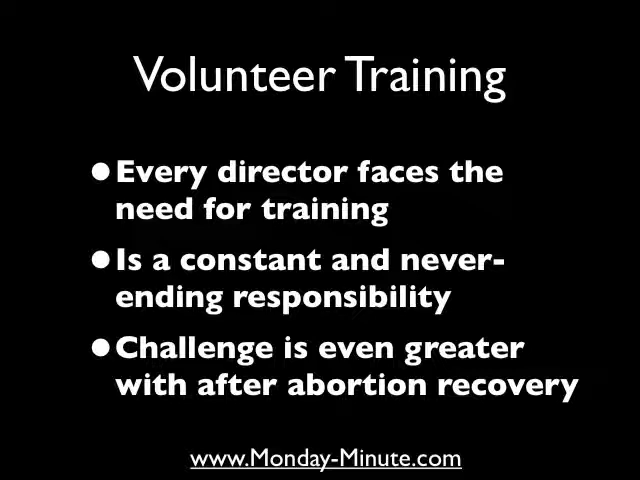 Volunteer Training
•Every director faces the
need for training
•Is a constant and never-
ending responsibility
•Challenge is even greater
with after abortion recovery
www.Monday-Minute.com